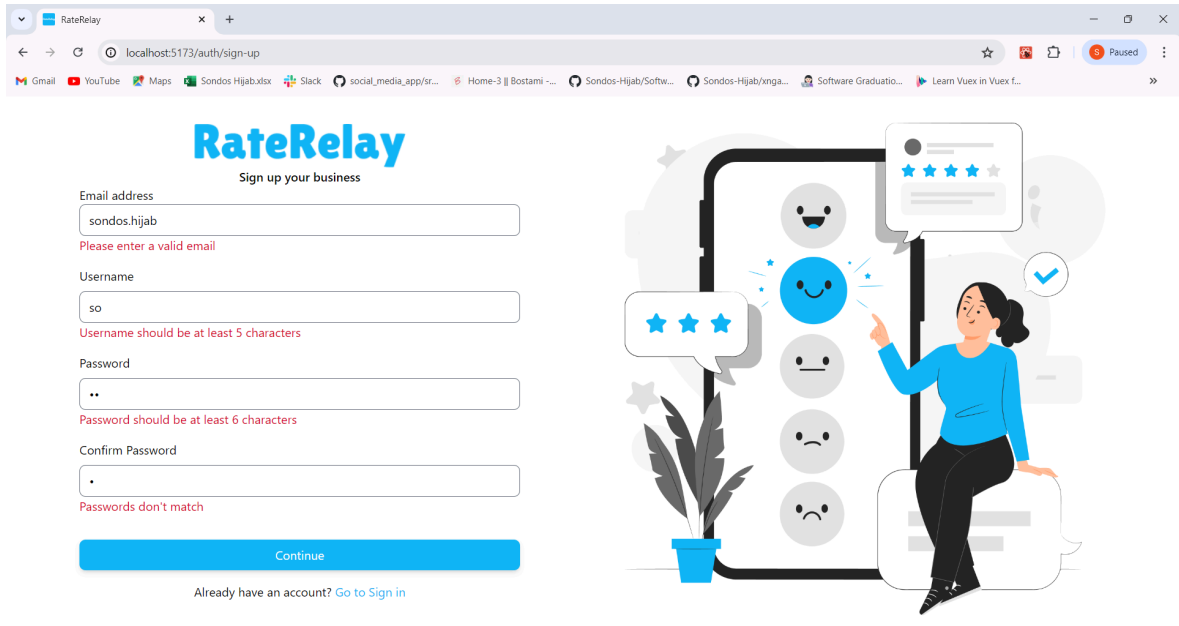 RateRelay
localhost:5173/auth/sign-up
S Paused
Gmail YouTube Maps Sondos Hijab.xlsx Slack social_media_app/sr... Home-3 || Bostami -... Sondos-Hijab/Softw... Sondos-Hijab/xnga... Software Graduatio... Learn Vuex in Vuex f...
RateRelay
Sign up your business
Email address
sondos.hijab
Please enter a valid email
Username
so
Username should be at least 5 characters
Password
••
Password should be at least 6 characters
Confirm Password
•
Passwords don't match
Continue
Already have an account? Go to Sign in